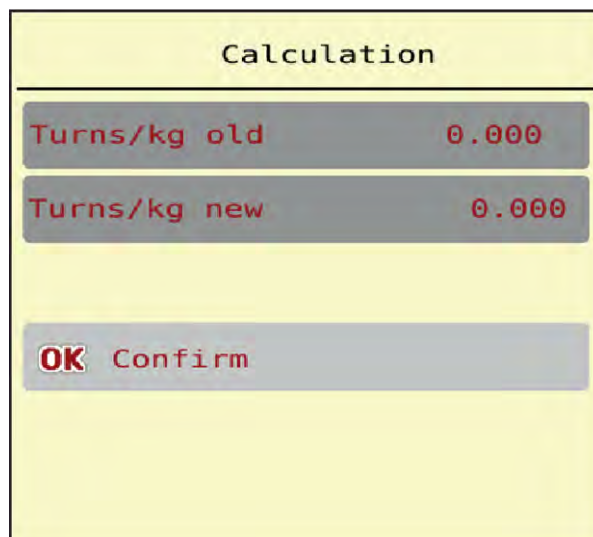 Calculation
Turns/kg old 0.000
Turns/kg new 0.000
OK Confirm